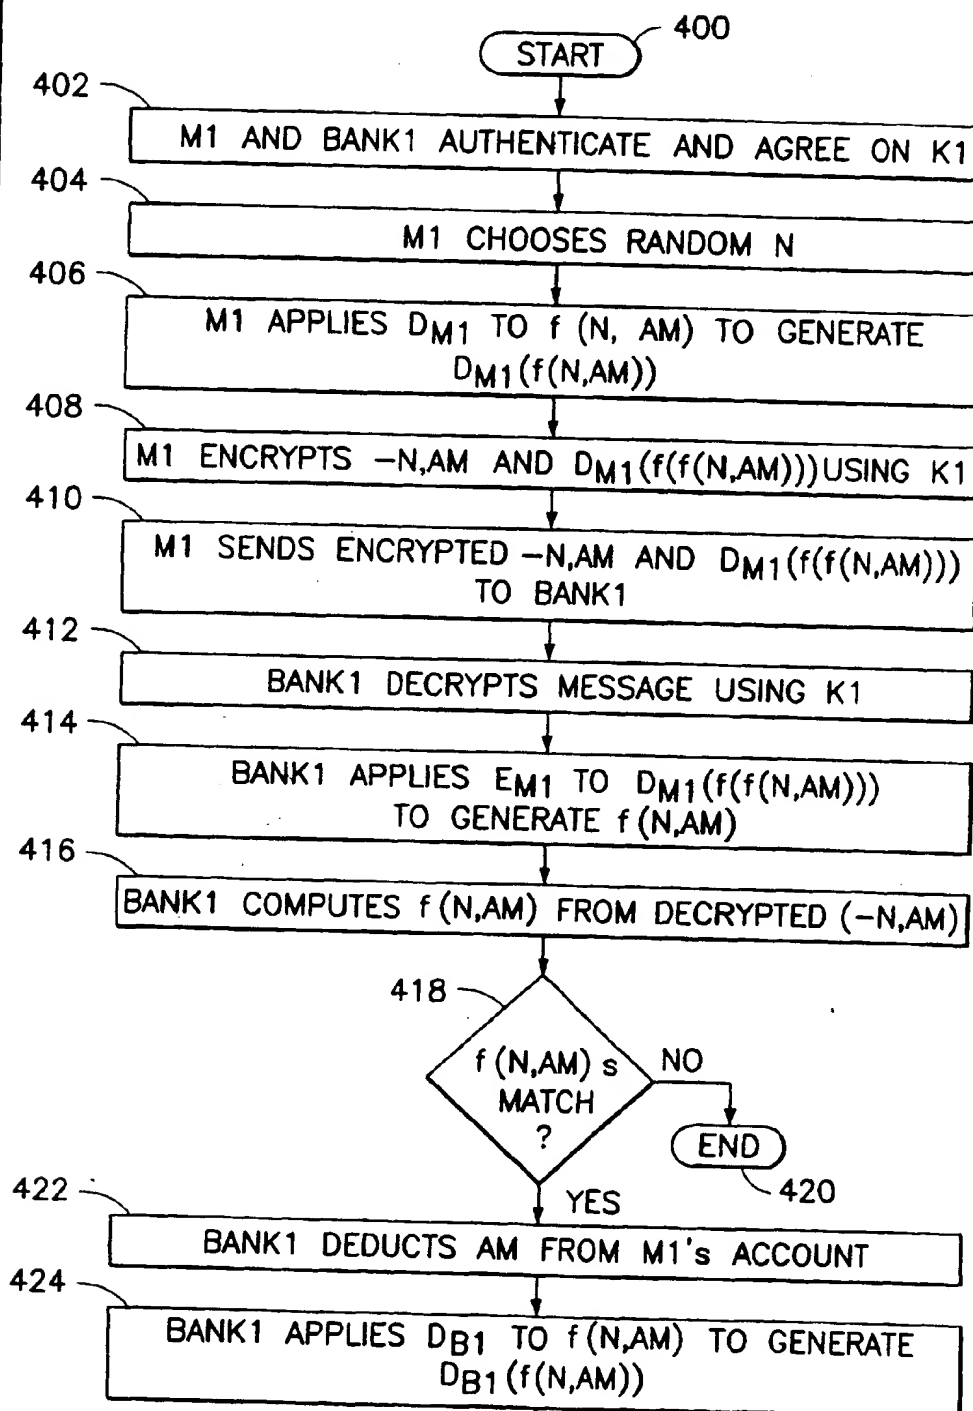 400
START
402
M1 AND BANK1 AUTHENTICATE AND AGREE ON K1
404
M1 CHOOSES RANDOM N
406
M1 APPLIES DM1 TO f (N, AM) TO GENERATE
DM1(f(N,AM))
408
M1 ENCRYPTS –N,AM AND DM1(f(f(N,AM)))USING K1
410
M1 SENDS ENCRYPTED –N,AM AND DM1(f(f(N,AM)))
TO BANK1
412
BANK1 DECRYPTS MESSAGE USING K1
414
BANK1 APPLIES EM1 TO DM1(f(f(N,AM)))
TO GENERATE f(N,AM)
416
BANK1 COMPUTES f(N,AM) FROM DECRYPTED (–N,AM)
418
f(N,AM) s
MATCH
?
NO
END
420
YES
422
BANK1 DEDUCTS AM FROM M1's ACCOUNT
424
BANK1 APPLIES DB1 TO f(N,AM) TO GENERATE
DB1(f(N,AM))